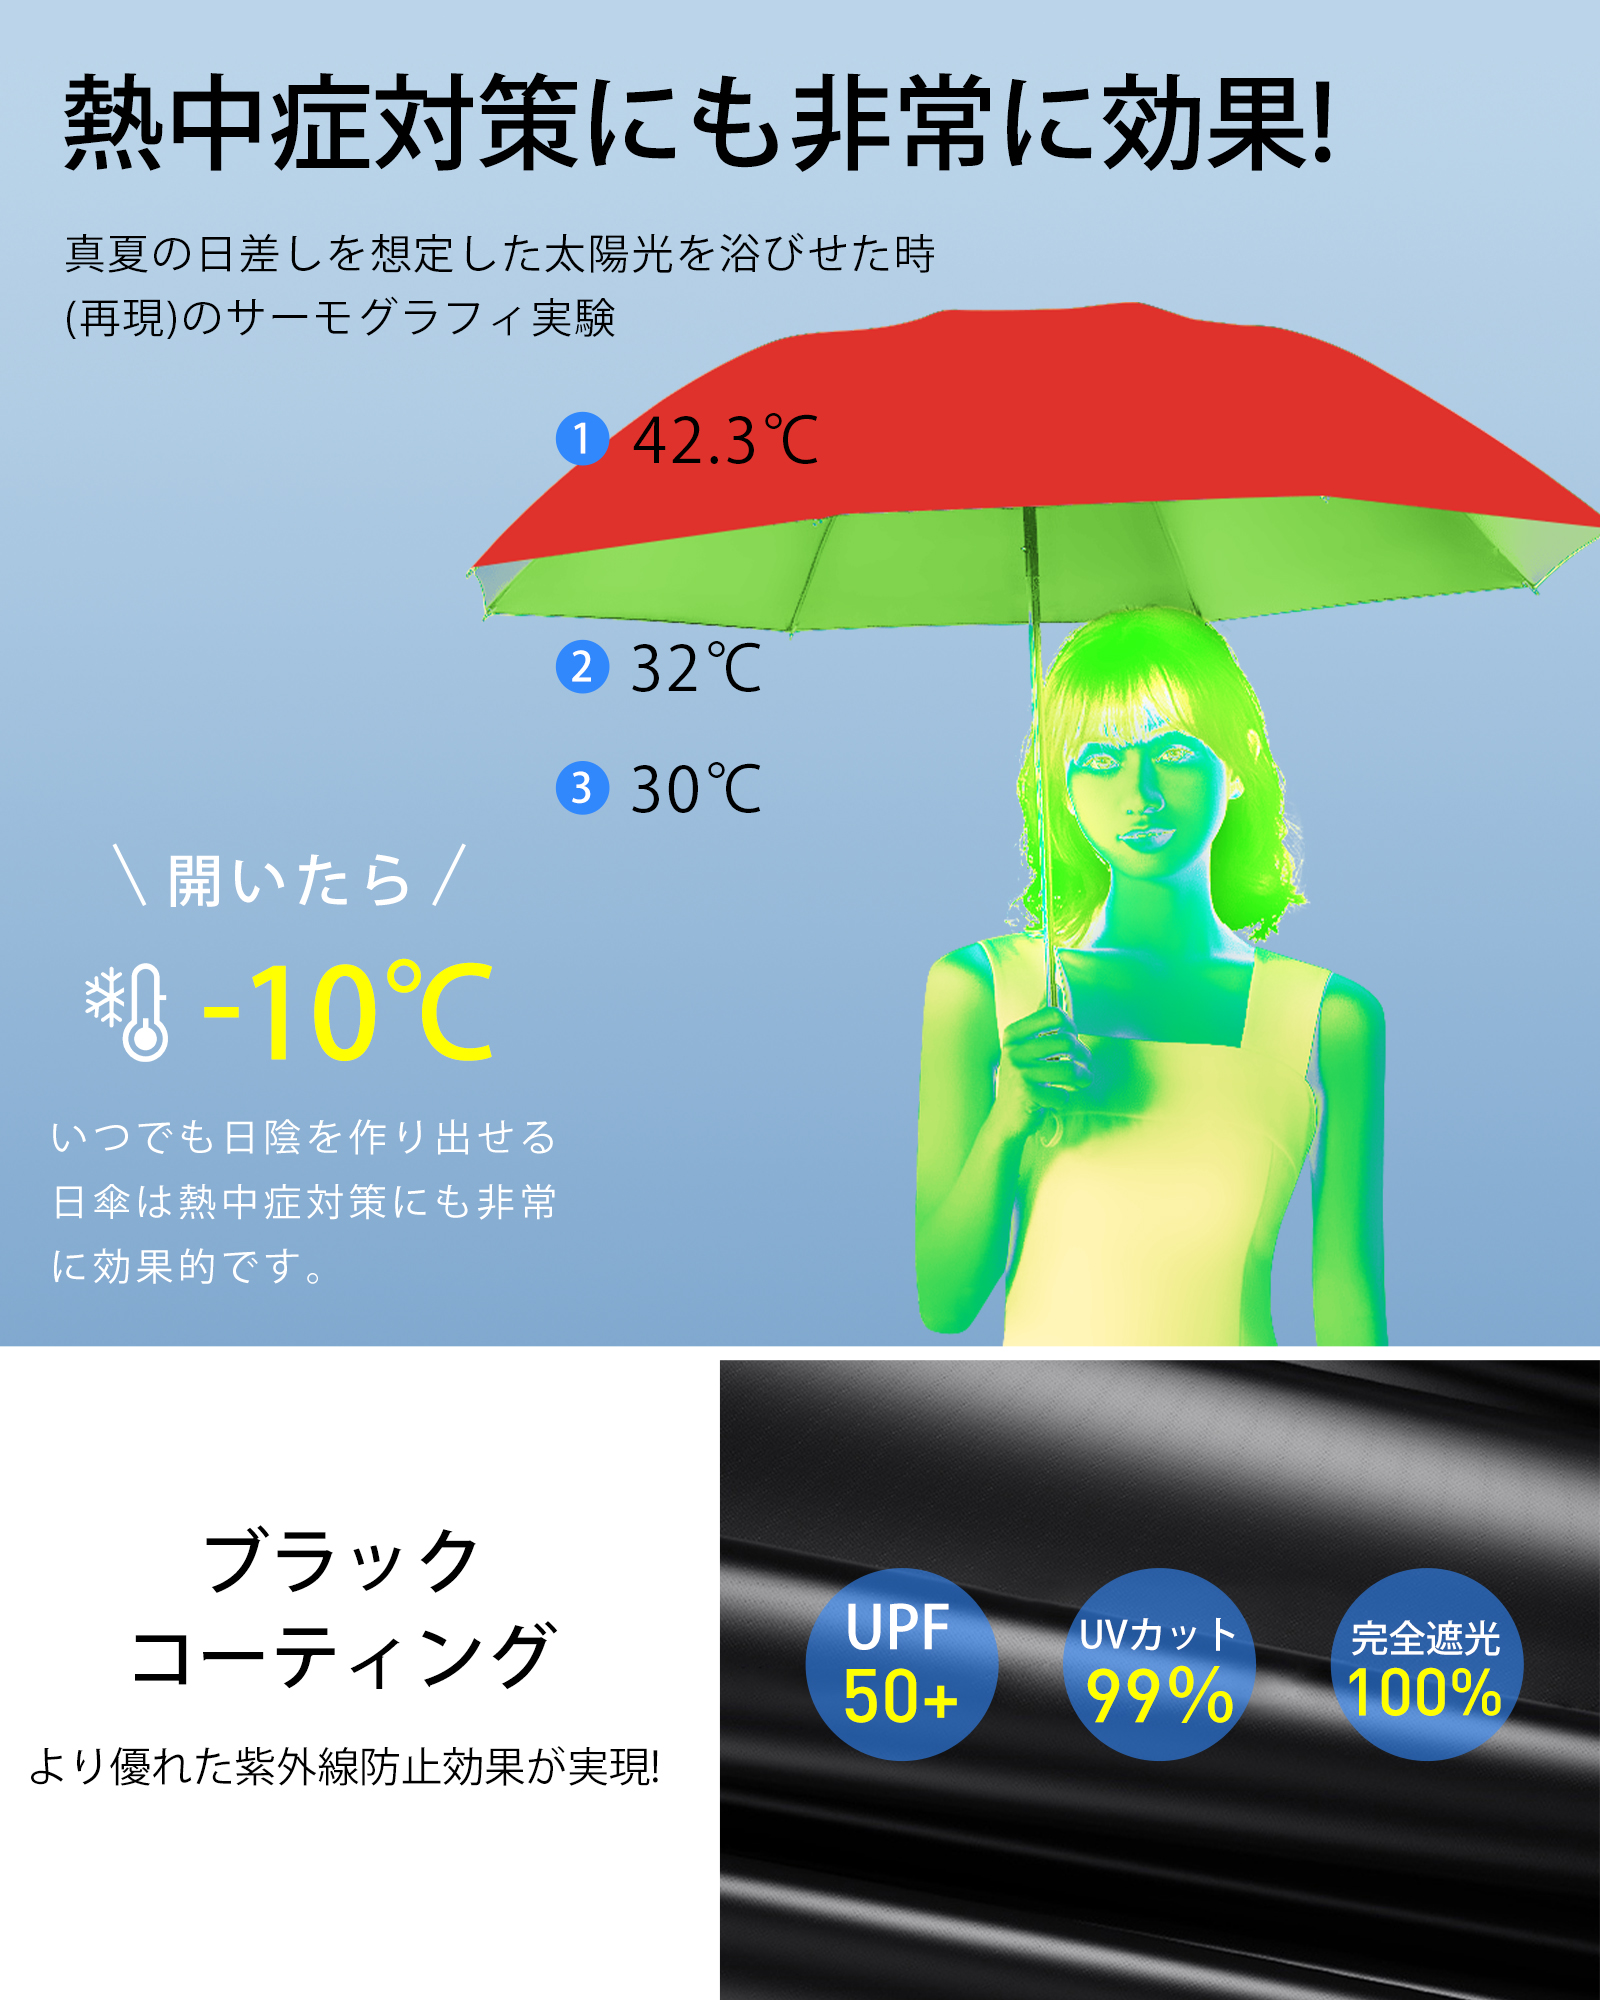 熱中症対策にも非常に効果!
真夏の日差しを想定した太陽光を浴びせた時
(再現)のサーモグラフィ実験
1 42.3℃
2 32℃
3 30℃
\ 開いたら /
-10℃
いつでも日陰を作り出せる
日傘は熱中症対策にも非常
に効果的です。
ブラック
コーティング
より優れた紫外線防止効果が実現!
UPF
50+
UVカット
99%
完全遮光
100%